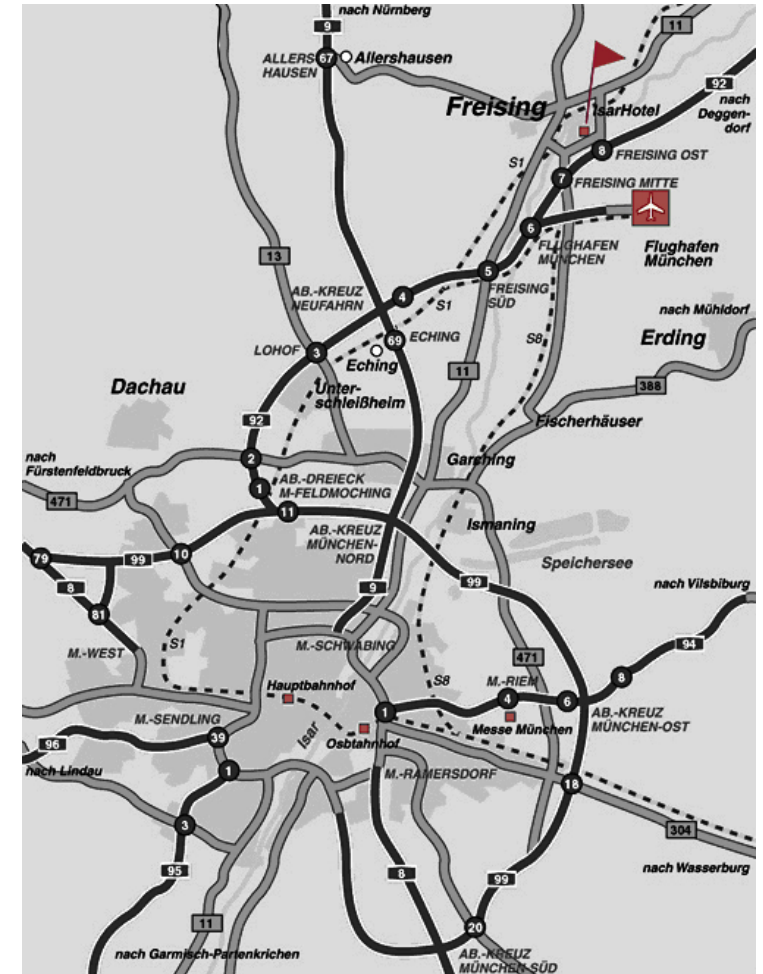 nach Nürnberg
9
11
ALLERS
HAUSEN
67
Allershausen
92
nach
Deggen-
dorf
Freising
IsarHotel
S1
8
FREISING OST
7
FREISING MITTE
6
FLUGHAFEN
MÜNCHEN
Flughafen
München
13
5
FREISING
SÜD
AB.-KREUZ
NEUFAHRN
4
S1
nach Mühldorf
LOHOF
3
69
ECHING
S8
Erding
Eching
11
388
Dachau
Unter-
schleißheim
92
Fischerhäuser
nach
Fürstenfeldbruck
2
Garching
471
1
AB.-DREIECK
M-FELDMOCHING
11
AB.-KREUZ
MÜNCHEN-
NORD
Ismaning
79
99
10
Speichersee
8
9
99
nach Vilsbiburg
81
S1
M.-WEST
M.-SCHWABING
94
471
Hauptbahnhof
S8
M.-RIEM
8
4
6
1
M.-SENDLING
Messe München
AB.-KREUZ
MÜNCHEN-OST
96
39
Isar
Osbtahnhof
nach Lindau
1
M.-RAMERSDORF
18
3
304
95
8
99
nach Wasserburg
11
20
nach Garmisch-Partenkrichen
AB.-KREUZ
MÜNCHEN-SÜD